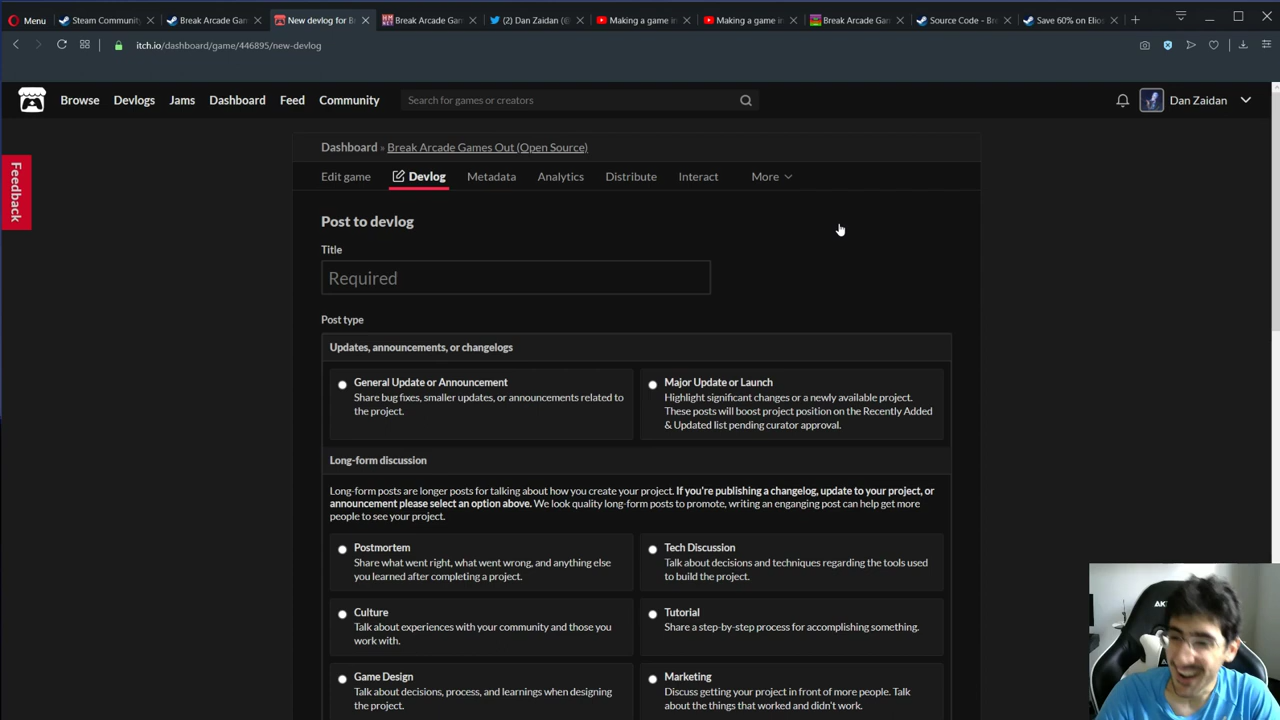 Menu
Steam Community
Break Arcade Gam
New devlog for B
Break Arcade Gam
(2) Dan Zaidan (@
Making a game in
Making a game in
Break Arcade Gam
Source Code - Bre
Save 60% on Elios
itch.io/dashboard/game/446895/new-devlog
Browse
Devlogs
Jams
Dashboard
Feed
Community
Search for games or creators
Dan Zaidan
Feedback
Dashboard » Break Arcade Games Out (Open Source)
Edit game
Devlog
Metadata
Analytics
Distribute
Interact
More
Post to devlog
Title
Required
Post type
Updates, announcements, or changelogs
General Update or Announcement
Share bug fixes, smaller updates, or announcements related to
the project.
Major Update or Launch
Highlight significant changes or a newly available project.
These posts will boost project position on the Recently Added
& Updated list pending curator approval.
Long-form discussion
Long-form posts are longer posts for talking about how you create your project. If you're publishing a changelog, update to your project, or
announcement please select an option above. We look quality long-form posts to promote, writing an enganging post can help get more
people to see your project.
Postmortem
Share what went right, what went wrong, and anything else
you learned after completing a project.
Tech Discussion
Talk about decisions and techniques regarding the tools used
to build the project.
Culture
Talk about experiences with your community and those you
work with.
Tutorial
Share a step-by-step process for accomplishing something.
Game Design
Talk about decisions, process, and learnings when designing
the project.
Marketing
Discuss getting your project in front of more people. Talk
about the things that worked and didn't work.